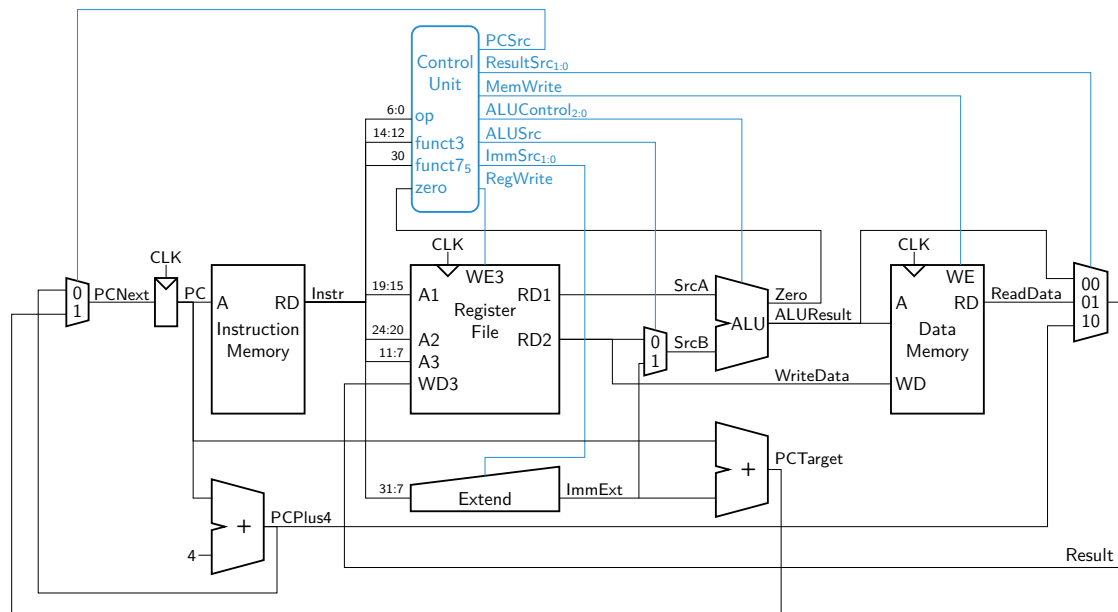 PCSrc
Control
Unit
ResultSrc1:0
MemWrite
6:0
op
ALUControl2:0
14:12
funct3
ALUSrc
30
funct75
ImmSrc1:0
zero
RegWrite
CLK
CLK
CLK
0
1
PCNext
PC
A
RD
Instruction
Memory
Instr
19:15
24:20
11:7
A1
A2
A3
WD3
WE3
Register
File
RD1
RD2
SrcA
0
1
SrcB
ALU
Zero
ALUResult
WriteData
A
WE
RD
Data
Memory
WD
ReadData
00
01
10
31:7
Extend
ImmExt
+
PCTarget
4
+
PCPlus4
Result